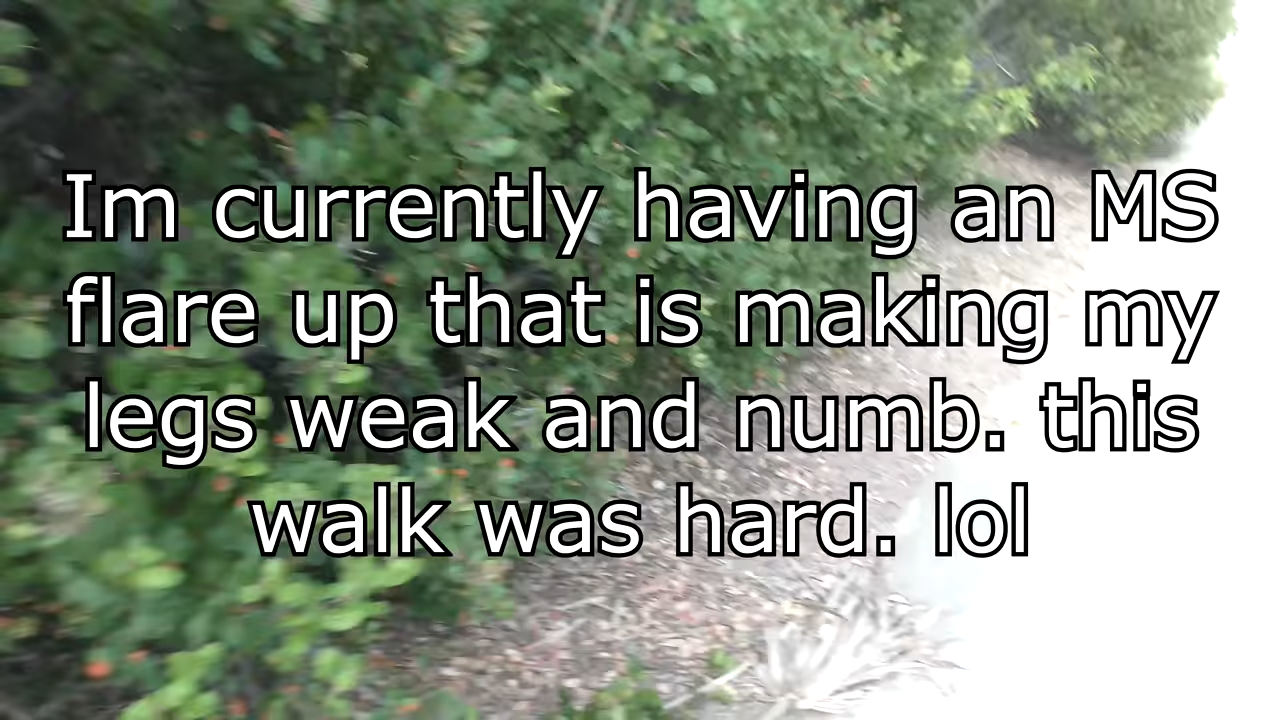 Im currently having an MS
flare up that is making my
legs weak and numb. this
walk was hard. lol